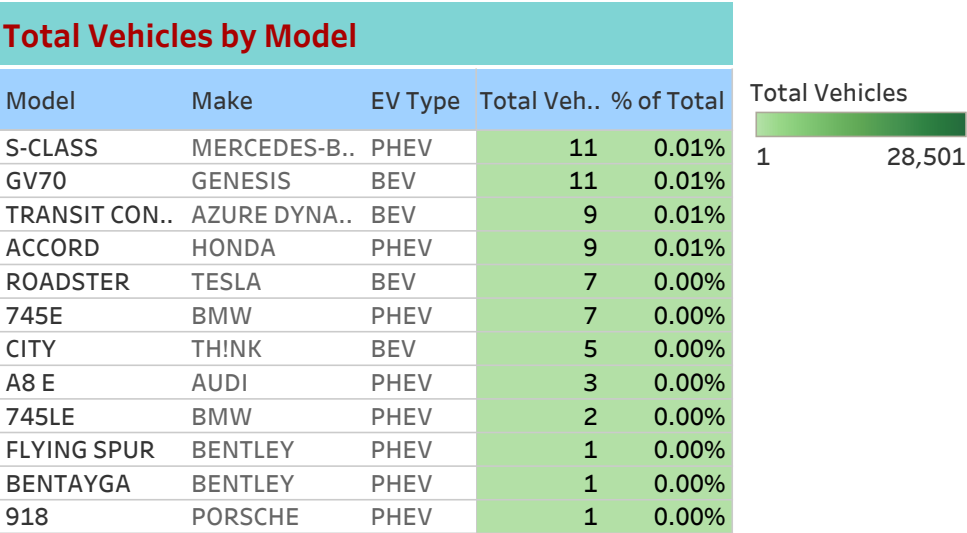 Total Vehicles by Model
Model Make EV Type Total Veh.. % of Total
S-CLASS MERCEDES-B.. PHEV 11 0.01%
GV70 GENESIS BEV 11 0.01%
TRANSIT CON.. AZURE DYNA.. BEV 9 0.01%
ACCORD HONDA PHEV 9 0.01%
ROADSTER TESLA BEV 7 0.00%
745E BMW PHEV 7 0.00%
CITY TH!NK BEV 5 0.00%
A8 E AUDI PHEV 3 0.00%
745LE BMW PHEV 2 0.00%
FLYING SPUR BENTLEY PHEV 1 0.00%
BENTAYGA BENTLEY PHEV 1 0.00%
918 PORSCHE PHEV 1 0.00%
Total Vehicles
1 28,501